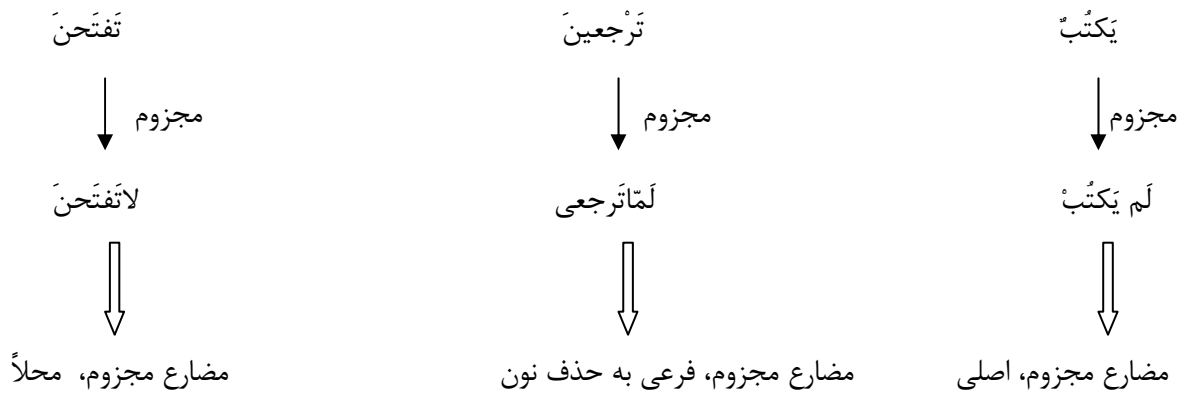 یَکتُبٌ
تَرْجعینَ
تَفتَحنَ
مجزوم
مجزوم
مجزوم
لَم یَکتُبْ
لَمّاتَرجعی
لاتَفتَحنَ
مضارع مجزوم، اصلی
مضارع مجزوم، فرعی به حذف نون
مضارع مجزوم، محلاً